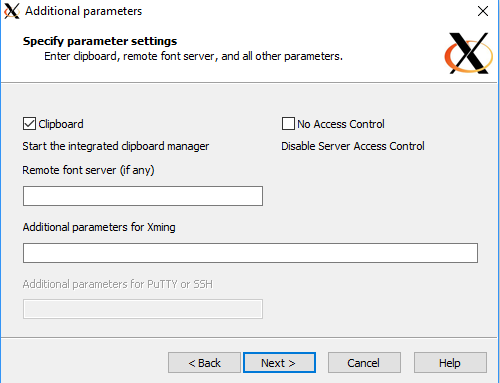 Additional parameters
Specify parameter settings
Enter clipboard, remote font server, and all other parameters.
Clipboard
No Access Control
Start the integrated clipboard manager
Disable Server Access Control
Remote font server (if any)
Additional parameters for Xming
Additional parameters for PuTTY or SSH
< Back
Next >
Cancel
Help